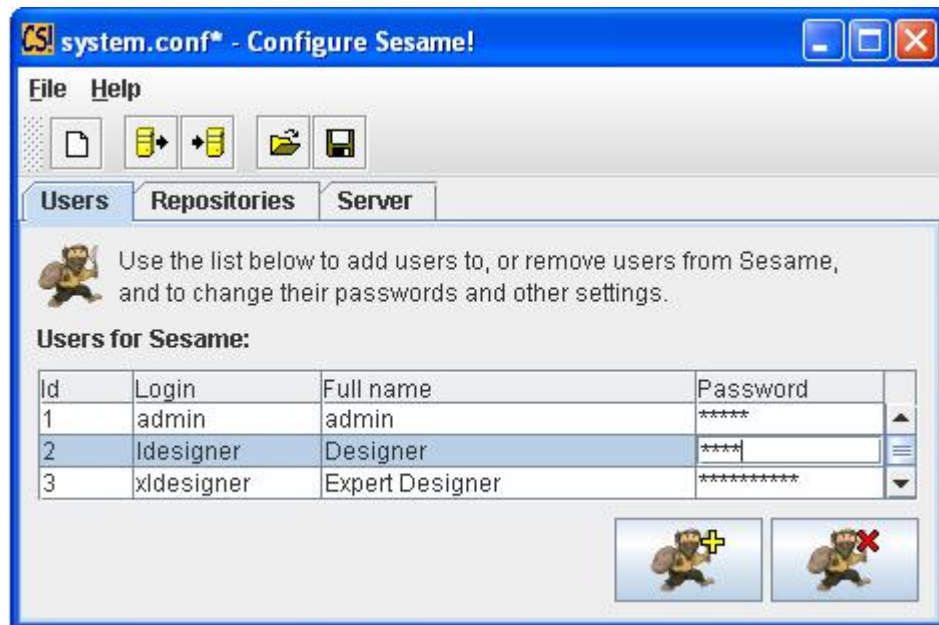 CS! system.conf* - Configure Sesame!
File Help
Users Repositories Server
Use the list below to add users to, or remove users from Sesame,
and to change their passwords and other settings.
Users for Sesame:
Id Login Full name Password
1 admin admin *****
2 ldesigner Designer ****
3 xldesigner Expert Designer **********